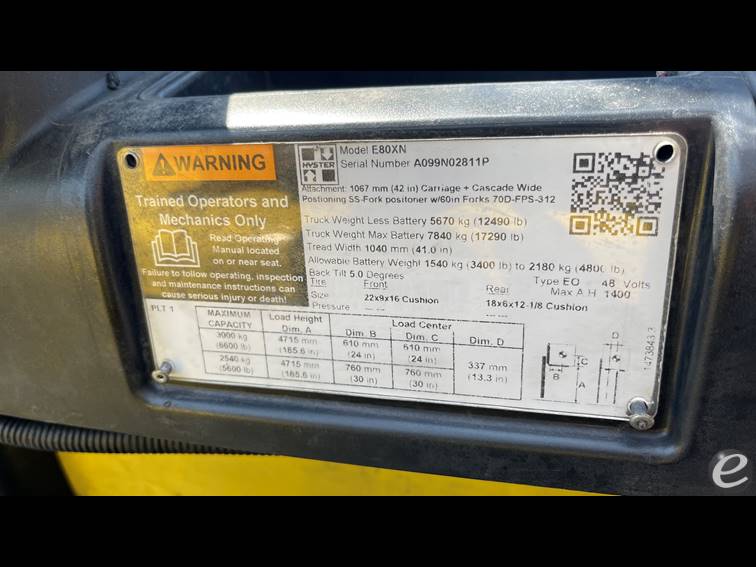 WARNING
Trained Operators and
Mechanics Only
Read Operating
Manual located
on or near seat.
Failure to follow operating, inspection
and maintenance instructions can
cause serious injury or death!
HYSTER
Model E80XN
Serial Number A099N02811P
Attachment: 1067 mm (42 in) Carriage + Cascade Wide
Postioning SS-Fork positoner w/60in Forks 70D-FPS-312
Truck Weight Less Battery 5670 kg (12490 lb)
Truck Weight Max Battery 7840 kg (17290 lb)
Tread Width 1040 mm (41.0 in)
Allowable Battery Weight 1540 kg (3400 lb) to 2180 kg (4800 lb)
Back Tilt 5.0 Degrees Type EO 48 Volts
Tire Front Rear Max A H 1400
Size 22x9x16 Cushion 18x6x12-1/8 Cushion
Pressure --- --- --- ---
PLT 1
MAXIMUM CAPACITY Load Height Dim. A Load Center Dim. B Dim. C Dim. D
3000 kg (6600 lb) 4715 mm (185.6 in) 610 mm (24 in) 610 mm (24 in) 337 mm (13.3 in)
2540 kg (5600 lb) 4715 mm (185.6 in) 760 mm (30 in) 760 mm (30 in)
D
C
B
A
e